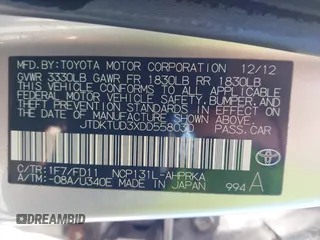 MFD. BY: TOYOTA MOTOR CORPORATION 12/12
GVWR 3330LB GAWR FR 1830LB RR 1830LB
THIS VEHICLE CONFORMS TO ALL APPLICABLE
FEDERAL MOTOR VEHICLE SAFETY, BUMPER, AND
THEFT PREVENTION STANDARDS IN EFFECT ON THE DATE OF
MANUFACTURE SHOWN ABOVE.
JTDKTUD3XDD558030 PASS. CAR
TOYOTA
C/TR: 1F7/FD11 NCP131L-AHPRKA
A/TM: -08A/U340E MADE IN JAPAN 994 A
DREAMBID